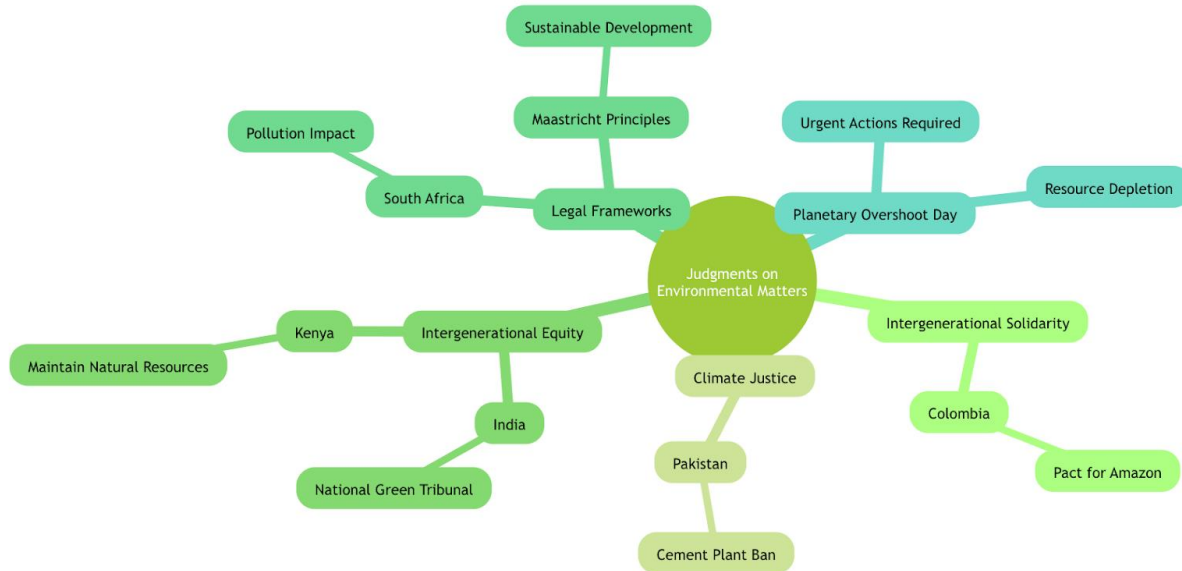 Sustainable Development
Maastricht Principles
Urgent Actions Required
Pollution Impact
South Africa
Legal Frameworks
Planetary Overshoot Day
Resource Depletion
Judgments on
Environmental Matters
Kenya
Intergenerational Equity
Intergenerational Solidarity
Maintain Natural Resources
Climate Justice
India
Colombia
Pakistan
Pact for Amazon
National Green Tribunal
Cement Plant Ban